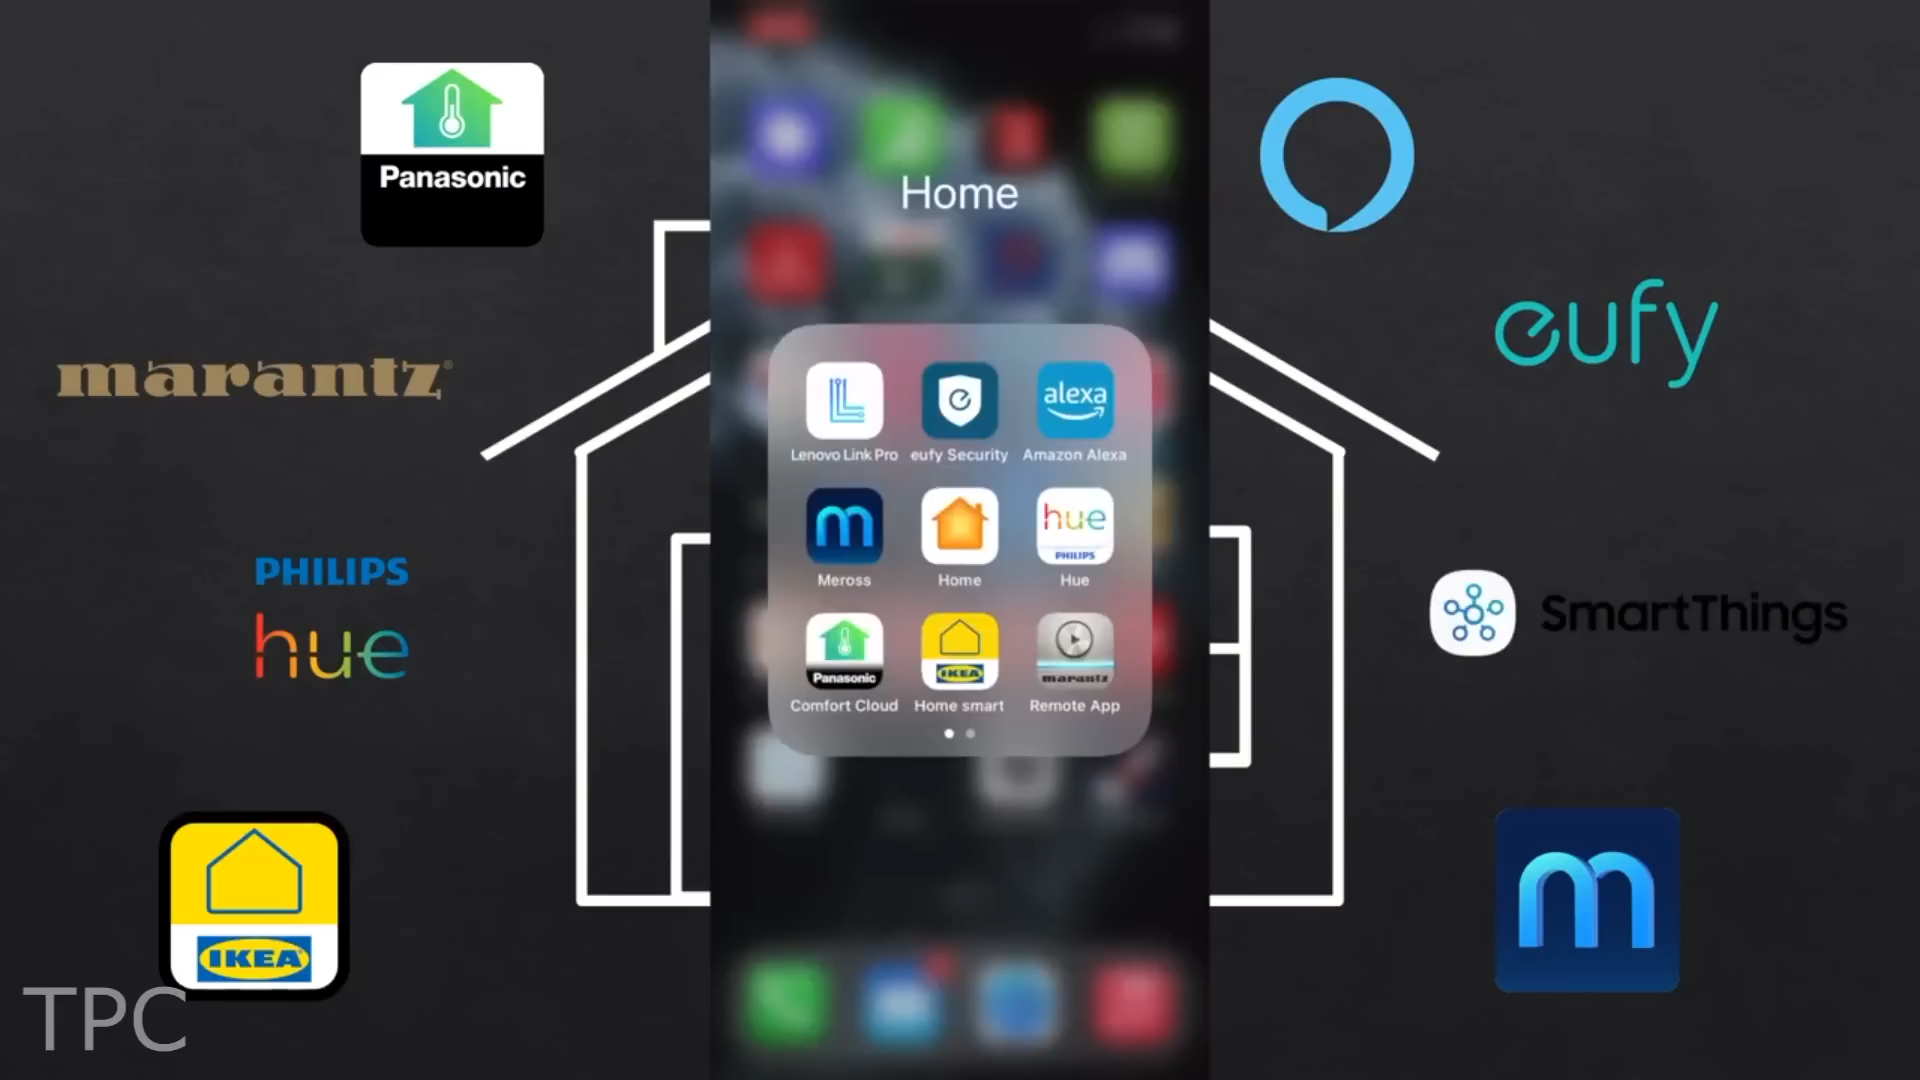 Panasonic
marantz
PHILIPS
hue
IKEA
TPC
Home
alexa
Lenovo Link Pro
eufy Security
Amazon Alexa
m
hue
PHILIPS
Meross
Home
Hue
Panasonic
IKEA
marantz
Comfort Cloud
Home smart
Remote App
eufy
SmartThings
m